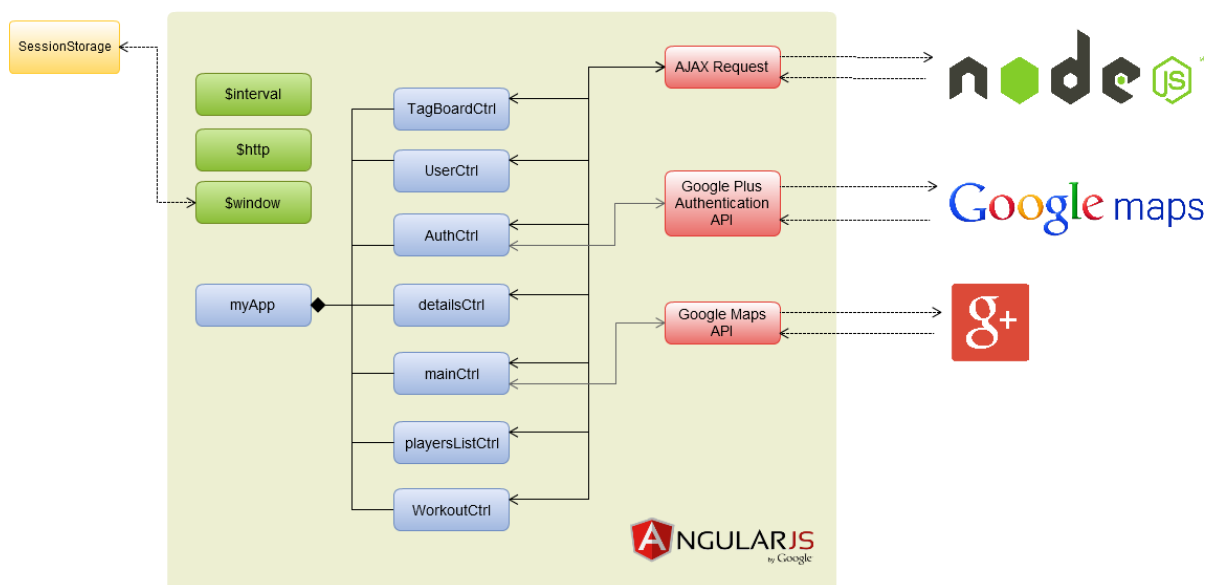 SessionStorage
$interval
$http
$window
myApp
TagBoardCtrl
UserCtrl
AuthCtrl
detailsCtrl
mainCtrl
playersListCtrl
WorkoutCtrl
AJAX Request
Google Plus
Authentication
API
Google Maps
API
node
JS
Google maps
g+
ANGULARJS
by Google